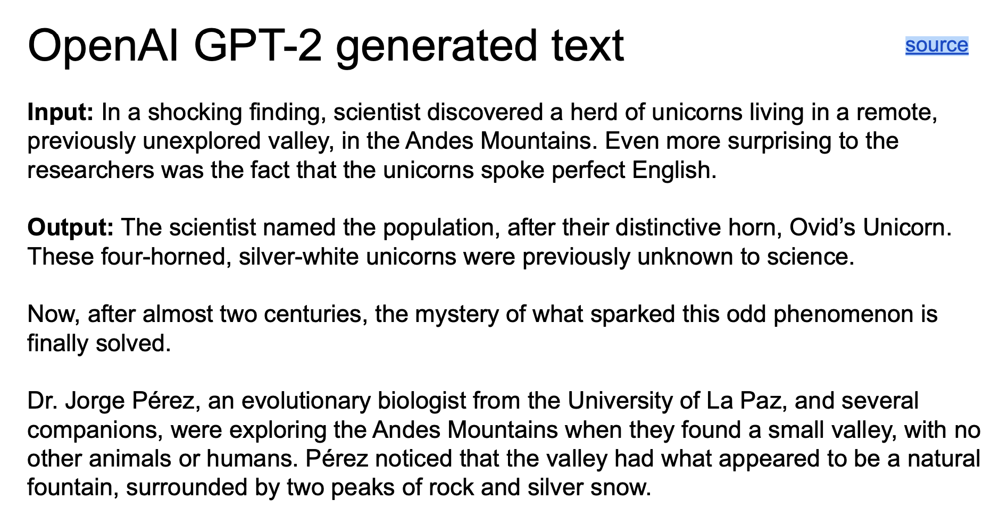 OpenAI GPT-2 generated text
source
Input: In a shocking finding, scientist discovered a herd of unicorns living in a remote,
previously unexplored valley, in the Andes Mountains. Even more surprising to the
researchers was the fact that the unicorns spoke perfect English.
Output: The scientist named the population, after their distinctive horn, Ovid’s Unicorn.
These four-horned, silver-white unicorns were previously unknown to science.
Now, after almost two centuries, the mystery of what sparked this odd phenomenon is
finally solved.
Dr. Jorge Pérez, an evolutionary biologist from the University of La Paz, and several
companions, were exploring the Andes Mountains when they found a small valley, with no
other animals or humans. Pérez noticed that the valley had what appeared to be a natural
fountain, surrounded by two peaks of rock and silver snow.